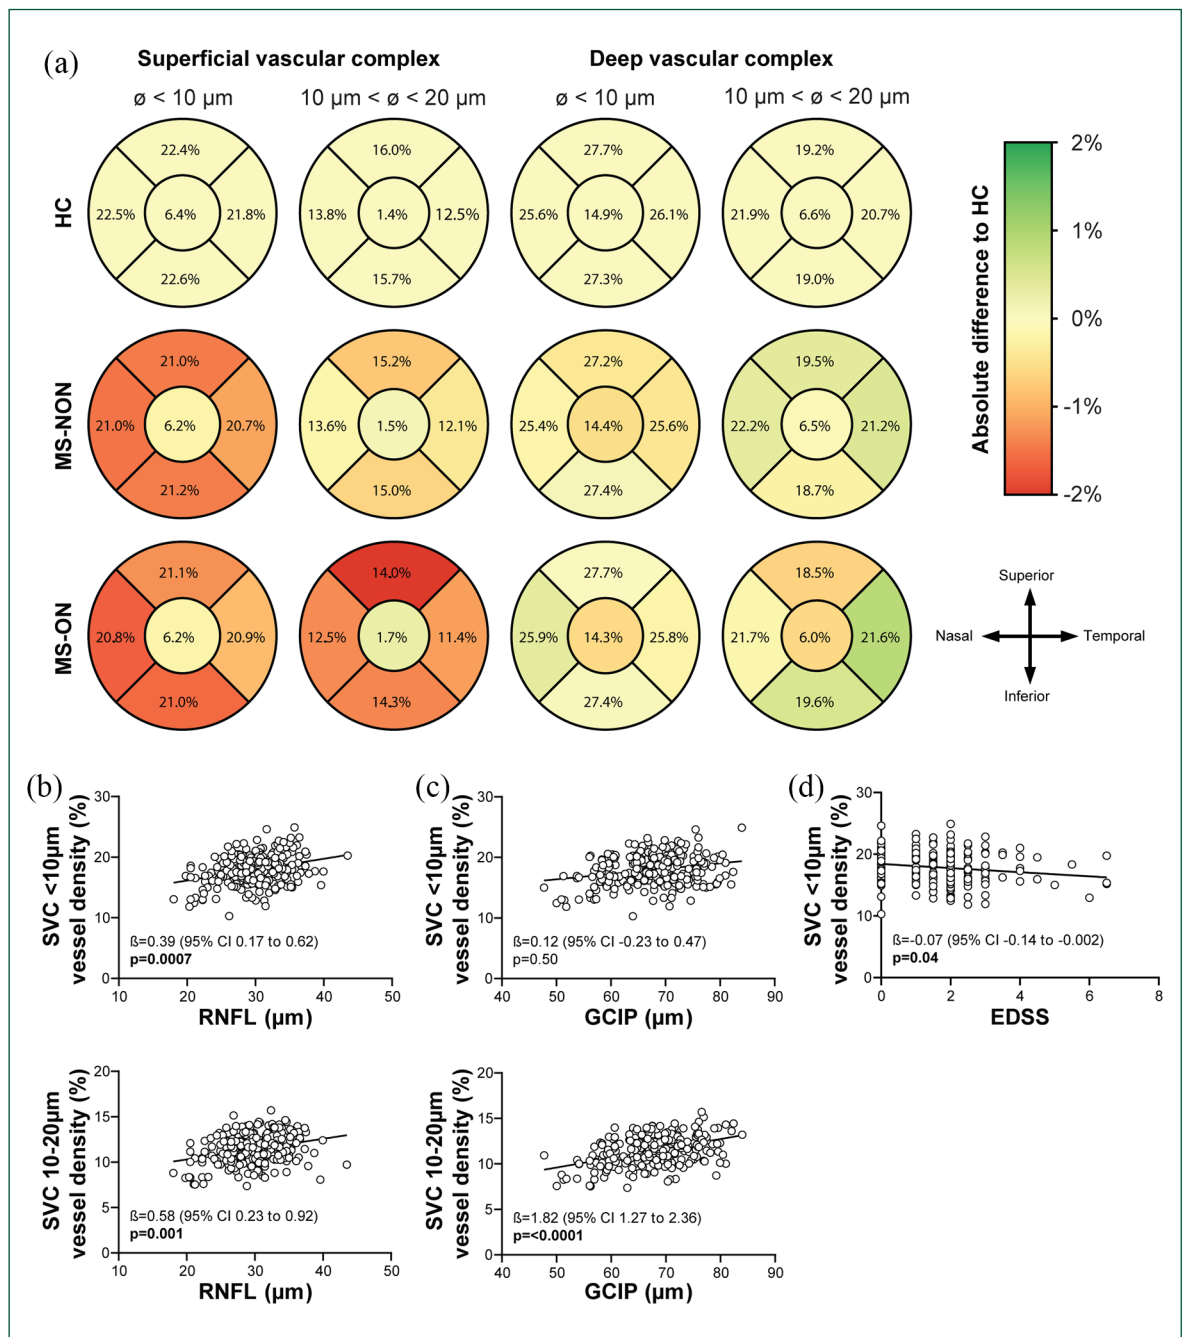 (a)
Superficial vascular complex
Deep vascular complex
ø < 10 µm
10 µm < ø < 20 µm
ø < 10 µm
10 µm < ø < 20 µm
HC
22.4%
22.5%
6.4%
21.8%
22.6%
16.0%
13.8%
1.4%
12.5%
15.7%
27.7%
25.6%
14.9%
26.1%
27.3%
19.2%
21.9%
6.6%
20.7%
19.0%
MS-NON
21.0%
21.0%
6.2%
20.7%
21.2%
15.2%
13.6%
1.5%
12.1%
15.0%
27.2%
25.4%
14.4%
25.6%
27.4%
19.5%
22.2%
6.5%
21.2%
18.7%
MS-ON
21.1%
20.8%
6.2%
20.9%
21.0%
14.0%
12.5%
1.7%
11.4%
14.3%
27.7%
25.9%
14.3%
25.8%
27.4%
18.5%
21.7%
6.0%
21.6%
19.6%
Absolute difference to HC
2%
1%
0%
-1%
-2%
Superior
Nasal
Temporal
Inferior
(b)
SVC <10µm
vessel density (%)
30
20
10
0
ß=0.39 (95% CI 0.17 to 0.62)
p=0.0007
10 20 30 40 50
RNFL (µm)
(c)
SVC <10µm
vessel density (%)
30
20
10
0
ß=0.12 (95% CI -0.23 to 0.47)
p=0.50
40 50 60 70 80 90
GCIP (µm)
(d)
SVC <10µm
vessel density (%)
30
20
10
0
ß=-0.07 (95% CI -0.14 to -0.002)
p=0.04
0 2 4 6 8
EDSS
SVC 10-20µm
vessel density (%)
20
15
10
5
0
ß=0.58 (95% CI 0.23 to 0.92)
p=0.001
10 20 30 40 50
RNFL (µm)
SVC 10-20µm
vessel density (%)
20
15
10
5
0
ß=1.82 (95% CI 1.27 to 2.36)
p=<0.0001
40 50 60 70 80 90
GCIP (µm)